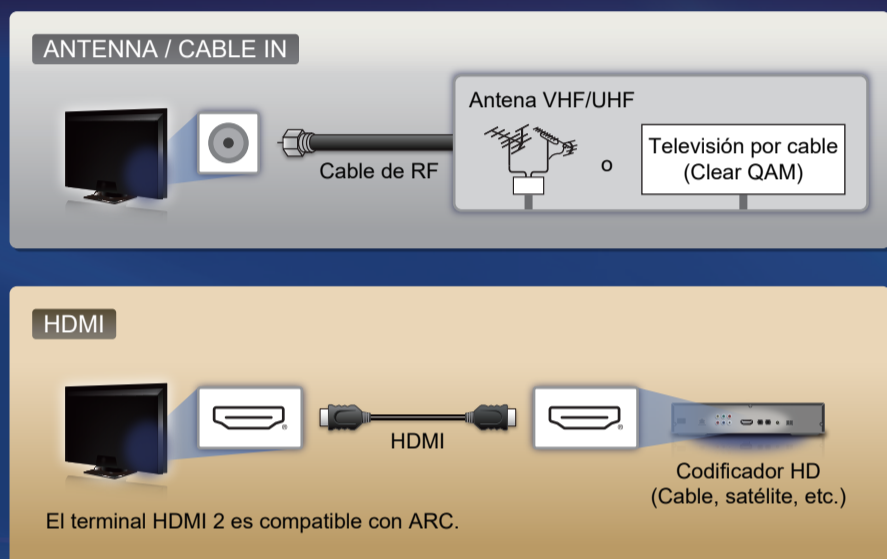 ANTENNA / CABLE IN
Antena VHF/UHF
Cable de RF
o
Televisión por cable
(Clear QAM)
HDMI
HDMI
Codificador HD
(Cable, satélite, etc.)
El terminal HDMI 2 es compatible con ARC.